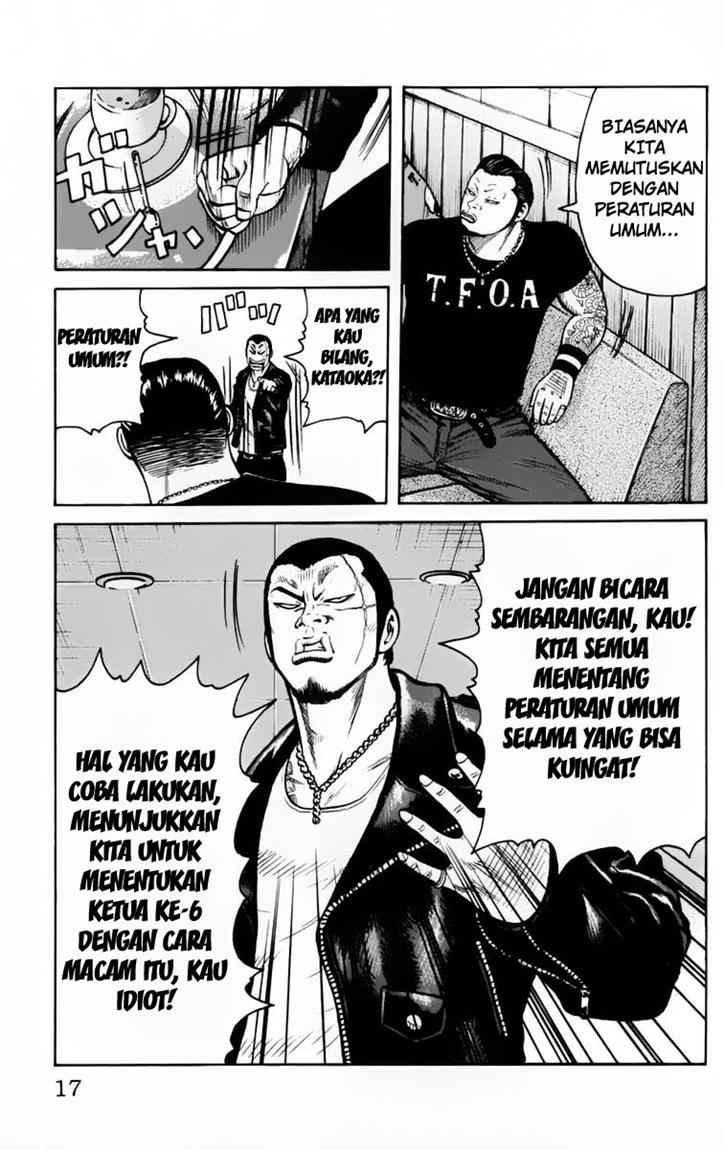 BIASANYA
KITA
MEMUTUSKAN
DENGAN
PERATURAN
UMUM...
T.F.O.A
ガシャン
ババッ
APA YANG
KAU
BILANG,
KATAOKA?!
PERATURAN
UMUM?!
JANGAN BICARA
SEMBARANGAN, KAU!
KITA SEMUA
MENENTANG
PERATURAN UMUM
SELAMA YANG BISA
KUINGAT!
HAL YANG KAU
COBA LAKUKAN,
MENUNJUKKAN
KITA UNTUK
MENENTUKAN
KETUA KE-6
DENGAN CARA
MACAM ITU, KAU
IDIOT!
17